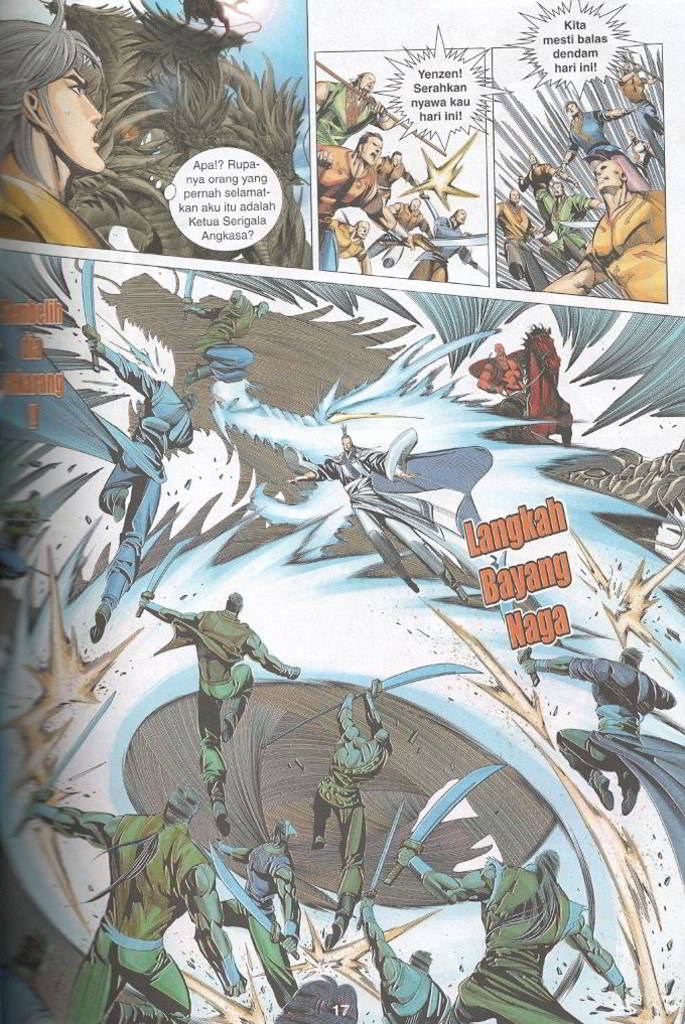 Apa!? Rupa-
nya orang yang
pernah selamat-
kan aku itu adalah
Ketua Serigala
Angkasa?
Yenzen!
Serahkan
nyawa kau
hari ini!
Kita
mesti balas
dendam
hari ini!
dia
!!
Langkah
Bayang
Naga
17